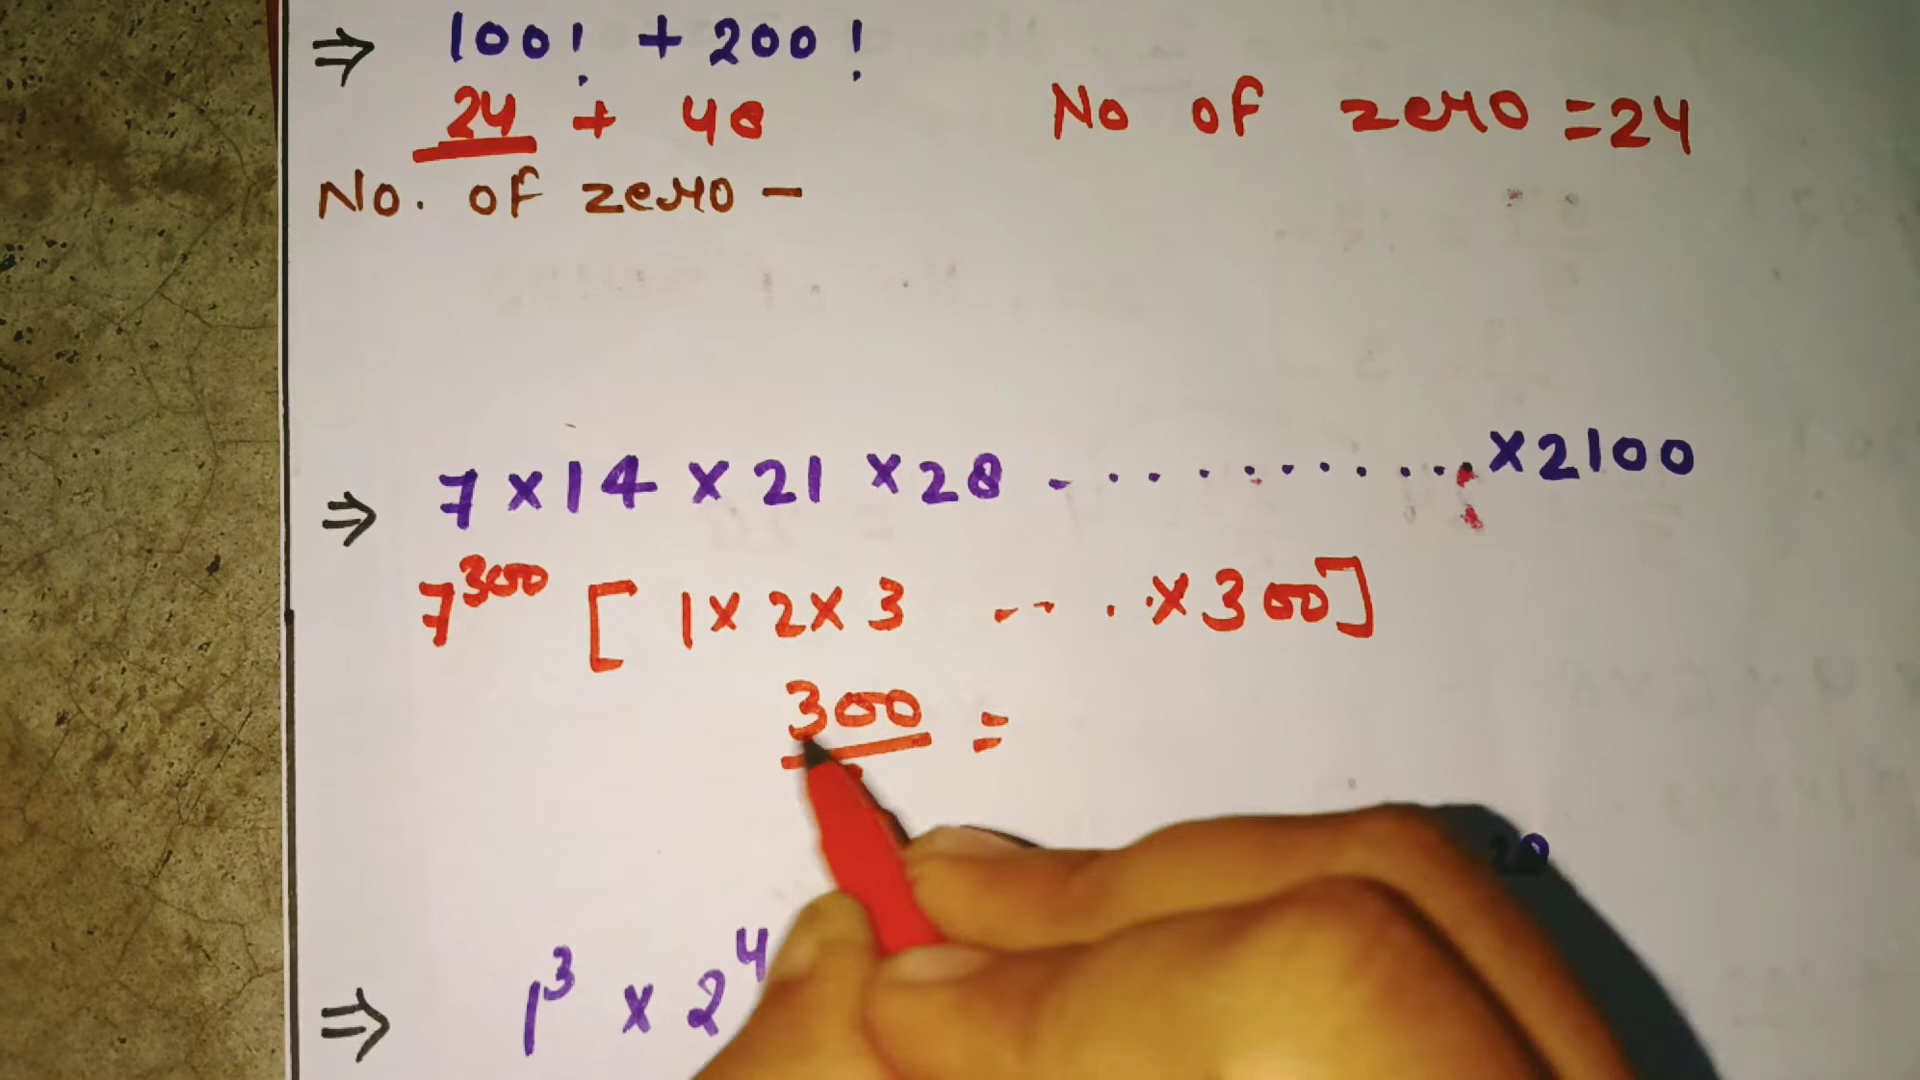 ⇒ 100! + 200!
24 + 48 No of zero = 24
No. of zero -
⇒ 7 × 14 × 21 × 28 ............ × 2100
7³⁰⁰ [ 1 × 2 × 3 .... × 300 ]
300 =
20
⇒ 1³ × 2⁴